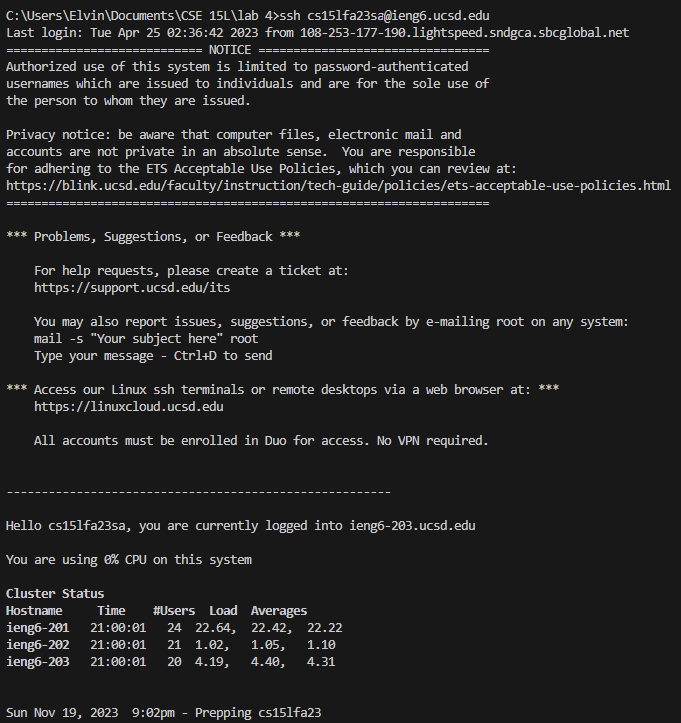 C:\Users\Elvin\Documents\CSE 15L\lab 4>ssh cs15lfa23sa@ieng6.ucsd.edu
Last login: Tue Apr 25 02:36:42 2023 from 108-253-177-190.lightspeed.sndgca.sbcglobal.net
============================ NOTICE =================================
Authorized use of this system is limited to password-authenticated
usernames which are issued to individuals and are for the sole use of
the person to whom they are issued.

Privacy notice: be aware that computer files, electronic mail and
accounts are not private in an absolute sense.  You are responsible
for adhering to the ETS Acceptable Use Policies, which you can review at:
https://blink.ucsd.edu/faculty/instruction/tech-guide/policies/ets-acceptable-use-policies.html
=====================================================================

*** Problems, Suggestions, or Feedback ***

    For help requests, please create a ticket at:
    https://support.ucsd.edu/its

    You may also report issues, suggestions, or feedback by e-mailing root on any system:
    mail -s "Your subject here" root
    Type your message - Ctrl+D to send

*** Access our Linux ssh terminals or remote desktops via a web browser at: ***
    https://linuxcloud.ucsd.edu

    All accounts must be enrolled in Duo for access. No VPN required.


-------------------------------------------------------

Hello cs15lfa23sa, you are currently logged into ieng6-203.ucsd.edu

You are using 0% CPU on this system

Cluster Status
Hostname     Time    #Users  Load  Averages
ieng6-201   21:00:01   24  22.64,  22.42,  22.22
ieng6-202   21:00:01   21  1.02,   1.05,   1.10
ieng6-203   21:00:01   20  4.19,   4.40,   4.31


Sun Nov 19, 2023  9:02pm - Prepping cs15lfa23